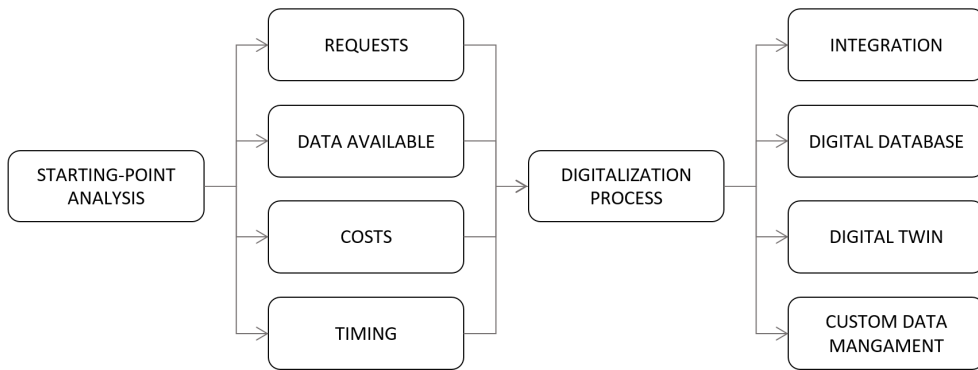 STARTING-POINT
ANALYSIS
REQUESTS
DATA AVAILABLE
COSTS
TIMING
DIGITALIZATION
PROCESS
INTEGRATION
DIGITAL DATABASE
DIGITAL TWIN
CUSTOM DATA
MANGAMENT